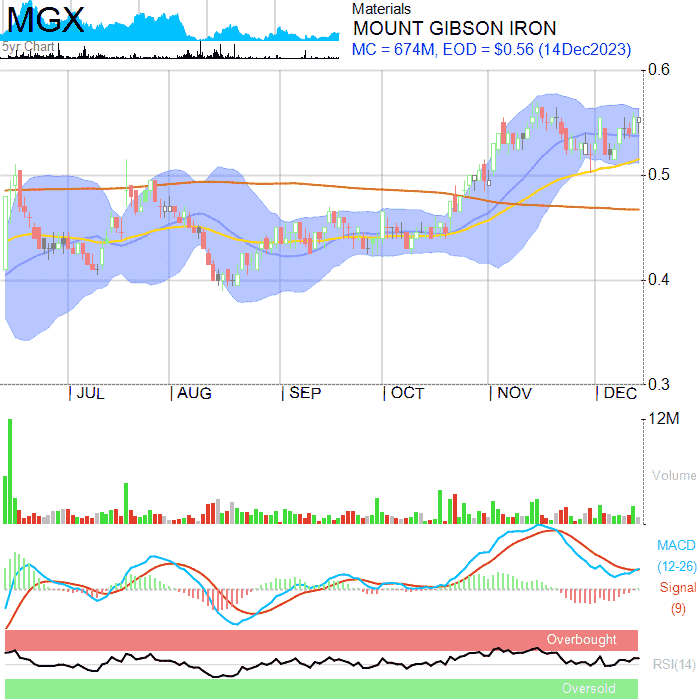 MGX
5yr Chart
Materials
MOUNT GIBSON IRON
MC = 674M, EOD = $0.56 (14Dec2023)
0.6
0.5
0.4
0.3
JUL
AUG
SEP
OCT
NOV
DEC
12M
Volume
MACD
(12-26)
Signal
(9)
Overbought
RSI(14)
Oversold